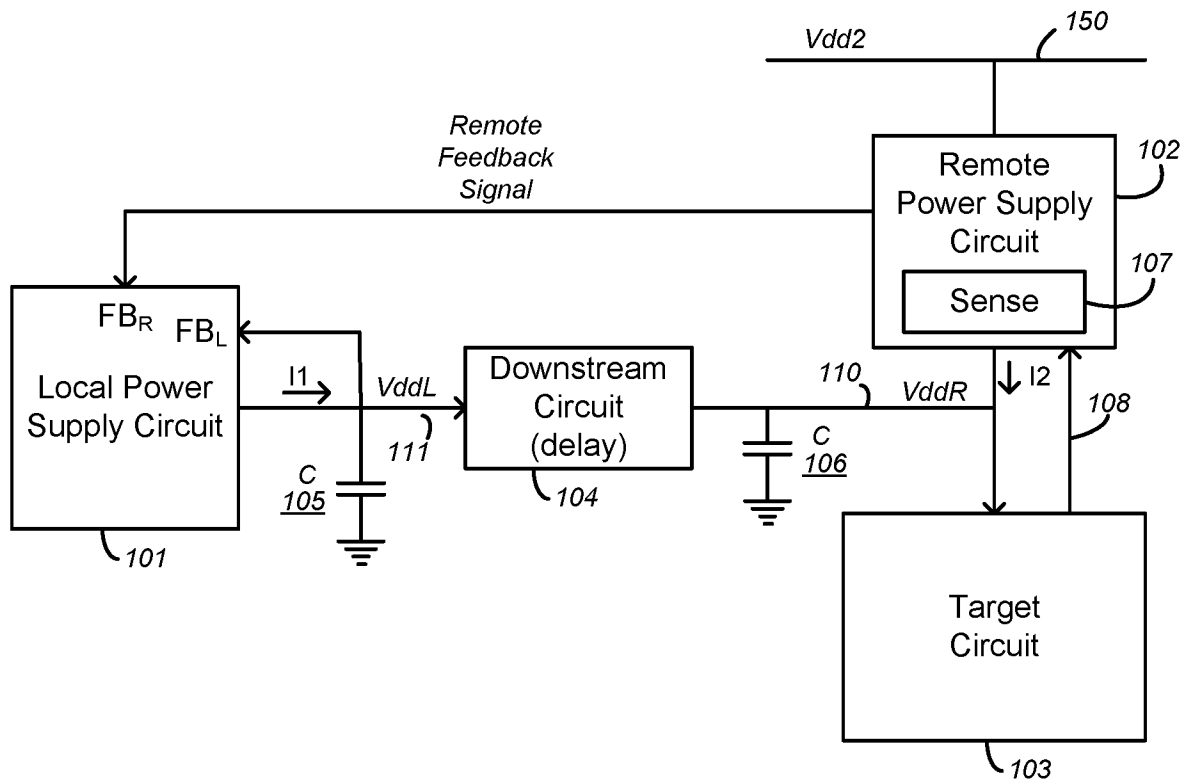 Vdd2
150
Remote
Feedback
Signal
Remote
Power Supply
Circuit
102
107
Sense
FBR
FBL
Local Power
Supply Circuit
I1
VddL
111
Downstream
Circuit
(delay)
104
110
VddR
I2
108
C
105
C
106
101
Target
Circuit
103